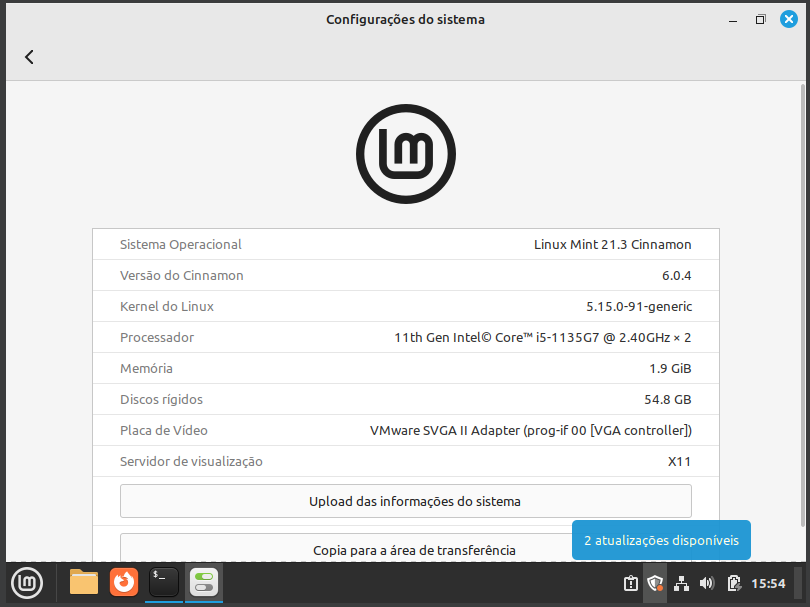 Configurações do sistema
Sistema Operacional Linux Mint 21.3 Cinnamon
Versão do Cinnamon 6.0.4
Kernel do Linux 5.15.0-91-generic
Processador 11th Gen Intel© Core™ i5-1135G7 @ 2.40GHz × 2
Memória 1.9 GiB
Discos rígidos 54.8 GB
Placa de Vídeo VMware SVGA II Adapter (prog-if 00 [VGA controller])
Servidor de visualização X11
Upload das informações do sistema
Copia para a área de transferência
2 atualizações disponíveis
$_
15:54